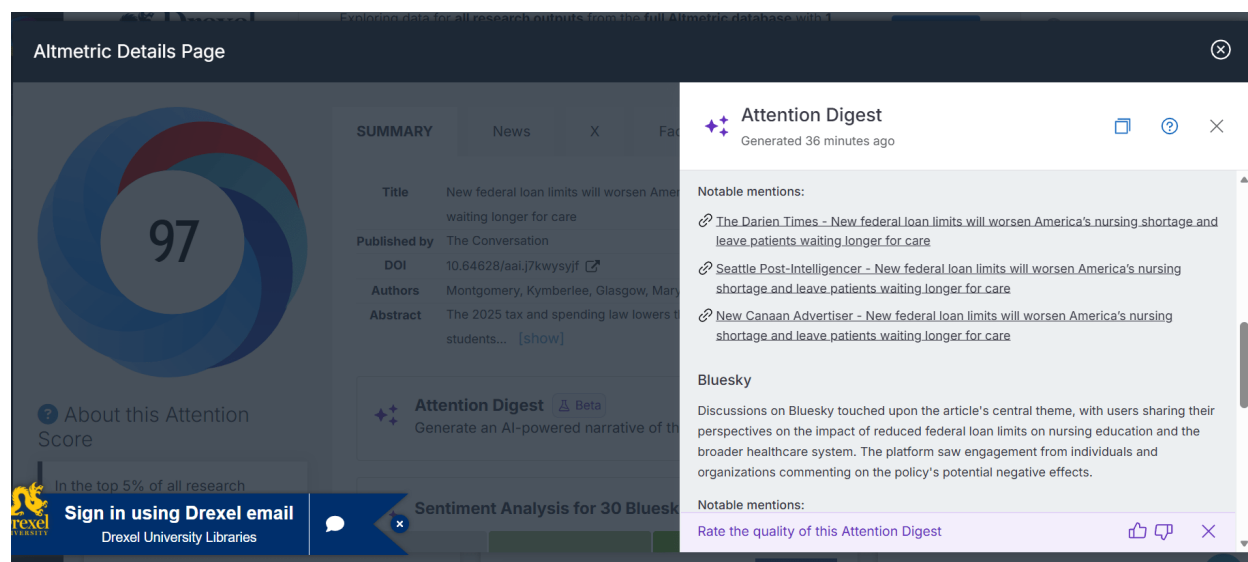 Drexel
Exploring data for all research outputs from the full Altmetric database with 1
Altmetric Details Page
97
About this Attention
Score
In the top 5% of all research
SUMMARY News X Fac
Title New federal loan limits will worsen Amer
waiting longer for care
Published by The Conversation
DOI 10.64628/aai.j7kwysyjf
Authors Montgomery, Kymberlee, Glasgow, Mary
Abstract The 2025 tax and spending law lowers t
students... [show]
Attention Digest Beta
Generate an AI-powered narrative of th
Sentiment Analysis for 30 Bluesk
Drexel
UNIVERSITY
Sign in using Drexel email
Drexel University Libraries
Attention Digest
Generated 36 minutes ago
Notable mentions:
The Darien Times - New federal loan limits will worsen America's nursing shortage and
leave patients waiting longer for care
Seattle Post-Intelligencer - New federal loan limits will worsen America's nursing
shortage and leave patients waiting longer for care
New Canaan Advertiser - New federal loan limits will worsen America's nursing
shortage and leave patients waiting longer for care
Bluesky
Discussions on Bluesky touched upon the article's central theme, with users sharing their
perspectives on the impact of reduced federal loan limits on nursing education and the
broader healthcare system. The platform saw engagement from individuals and
organizations commenting on the policy's potential negative effects.
Notable mentions:
Rate the quality of this Attention Digest